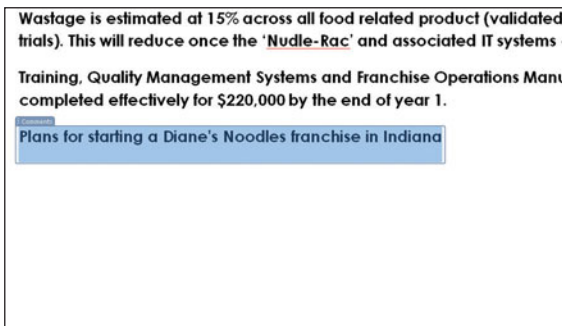 Wastage is estimated at 15% across all food related product (validated
trials). This will reduce once the ‘Nudle-Rac’ and associated IT systems
Training, Quality Management Systems and Franchise Operations Manu
completed effectively for $220,000 by the end of year 1.
Comments
Plans for starting a Diane's Noodles franchise in Indiana